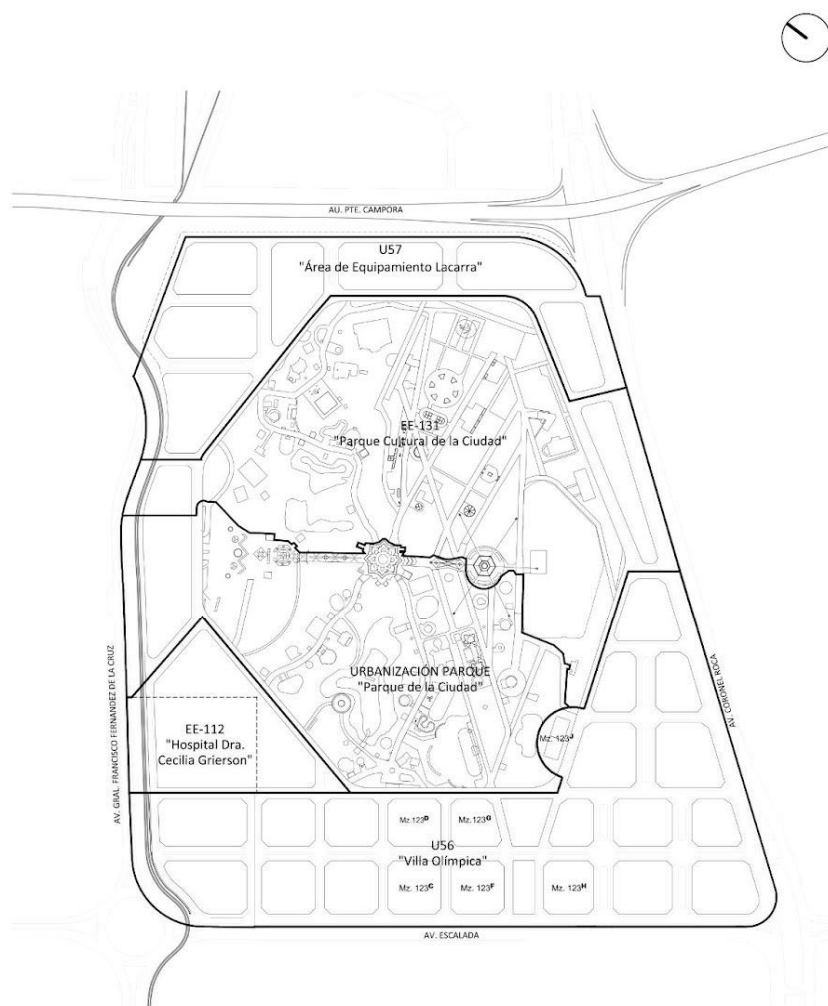 AU. PTE. CAMPORA
U57
"Área de Equipamiento Lacarra"
EE-131
"Parque Cultural de la Ciudad"
AV. GRAL. FRANCISCO FERNANDEZ DE LA CRUZ
URBANIZACIÓN PARQUE
"Parque de la Ciudad"
AV. CORONEL ROCA
EE-112
"Hospital Dra.
Cecilia Grierson"
Mz. 123J
Mz. 123D
Mz. 123G
U56
"Villa Olímpica"
Mz. 123C
Mz. 123F
Mz. 123H
AV. ESCALADA